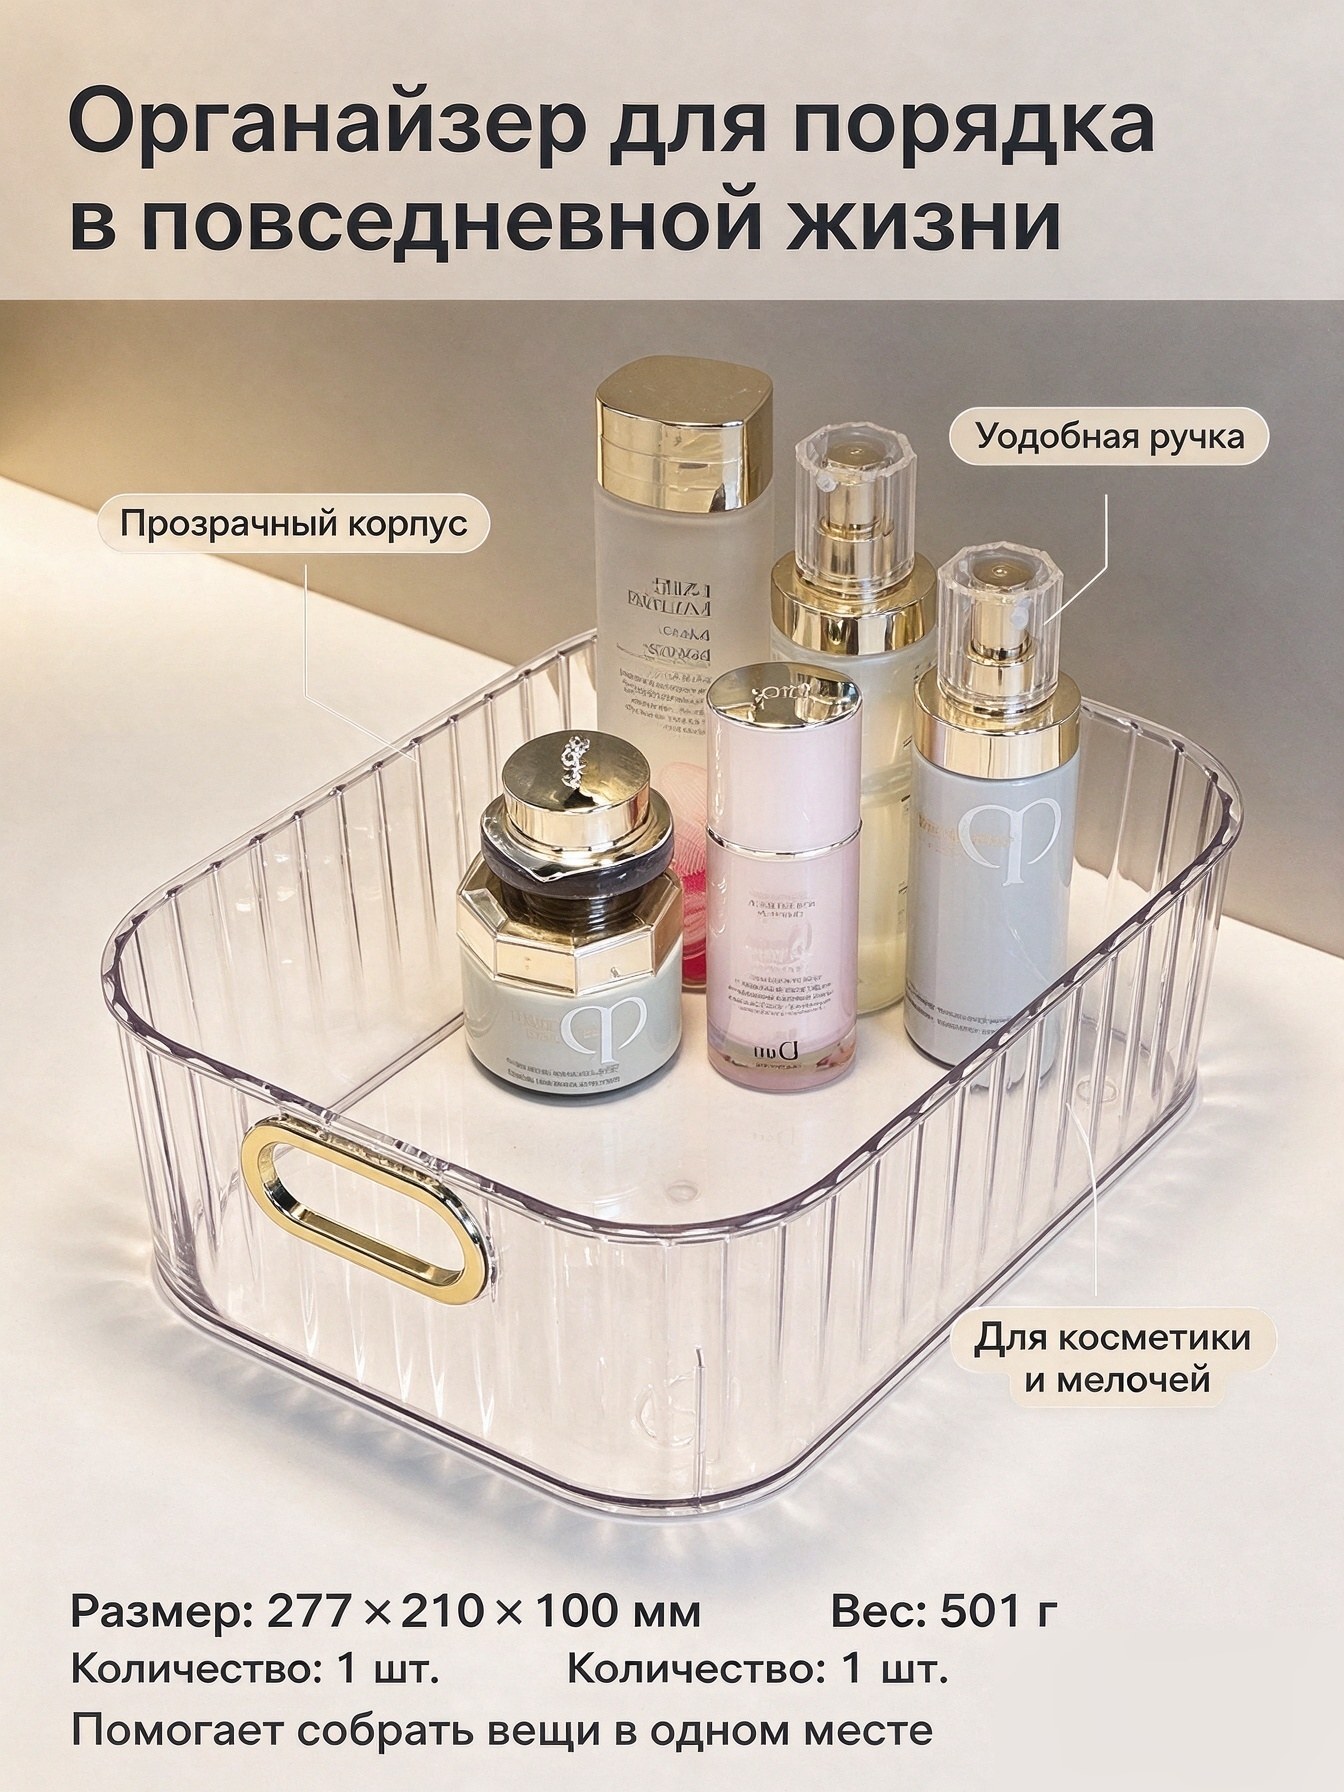 Органайзер для порядка
в повседневной жизни
Уодобная ручка
Прозрачный корпус
Для косметики
и мелочей
Размер: 277 × 210 × 100 мм Вес: 501 г
Количество: 1 шт. Количество: 1 шт.
Помогает собрать вещи в одном месте